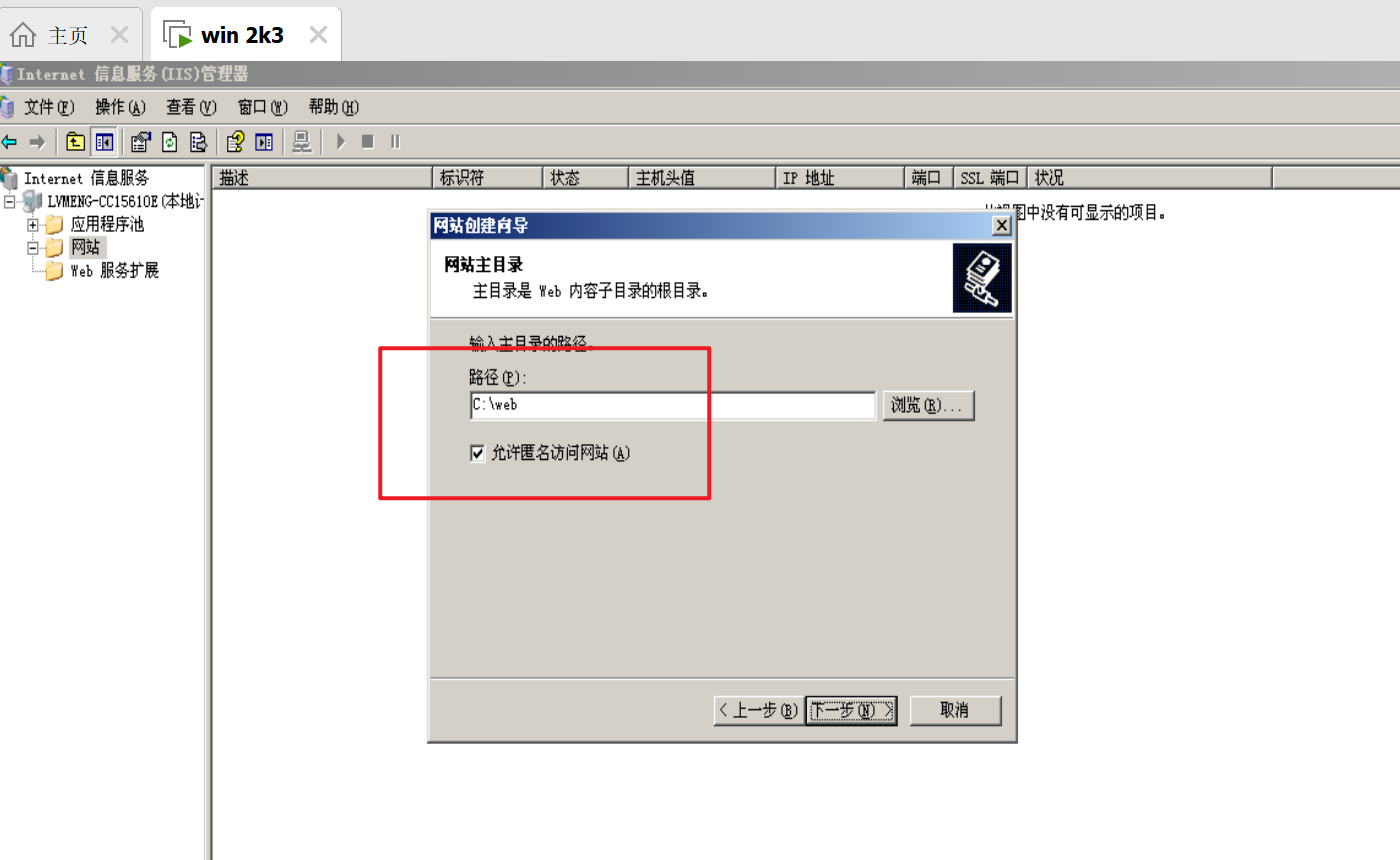 主页
win 2k3
Internet 信息服务(IIS)管理器
文件(F) 操作(A) 查看(V) 窗口(W) 帮助(H)
Internet 信息服务
LVMENG-CC15610E(本地计
应用程序池
网站
Web 服务扩展
描述 标识符 状态 主机头值 IP 地址 端口 SSL 端口 状况
视图中没有可显示的项目。
网站创建向导
网站主目录
主目录是 Web 内容子目录的根目录。
输入主目录的路径。
路径(P):
C:\web
浏览(R)...
允许匿名访问网站(A)
< 上一步(B) 下一步(N) > 取消